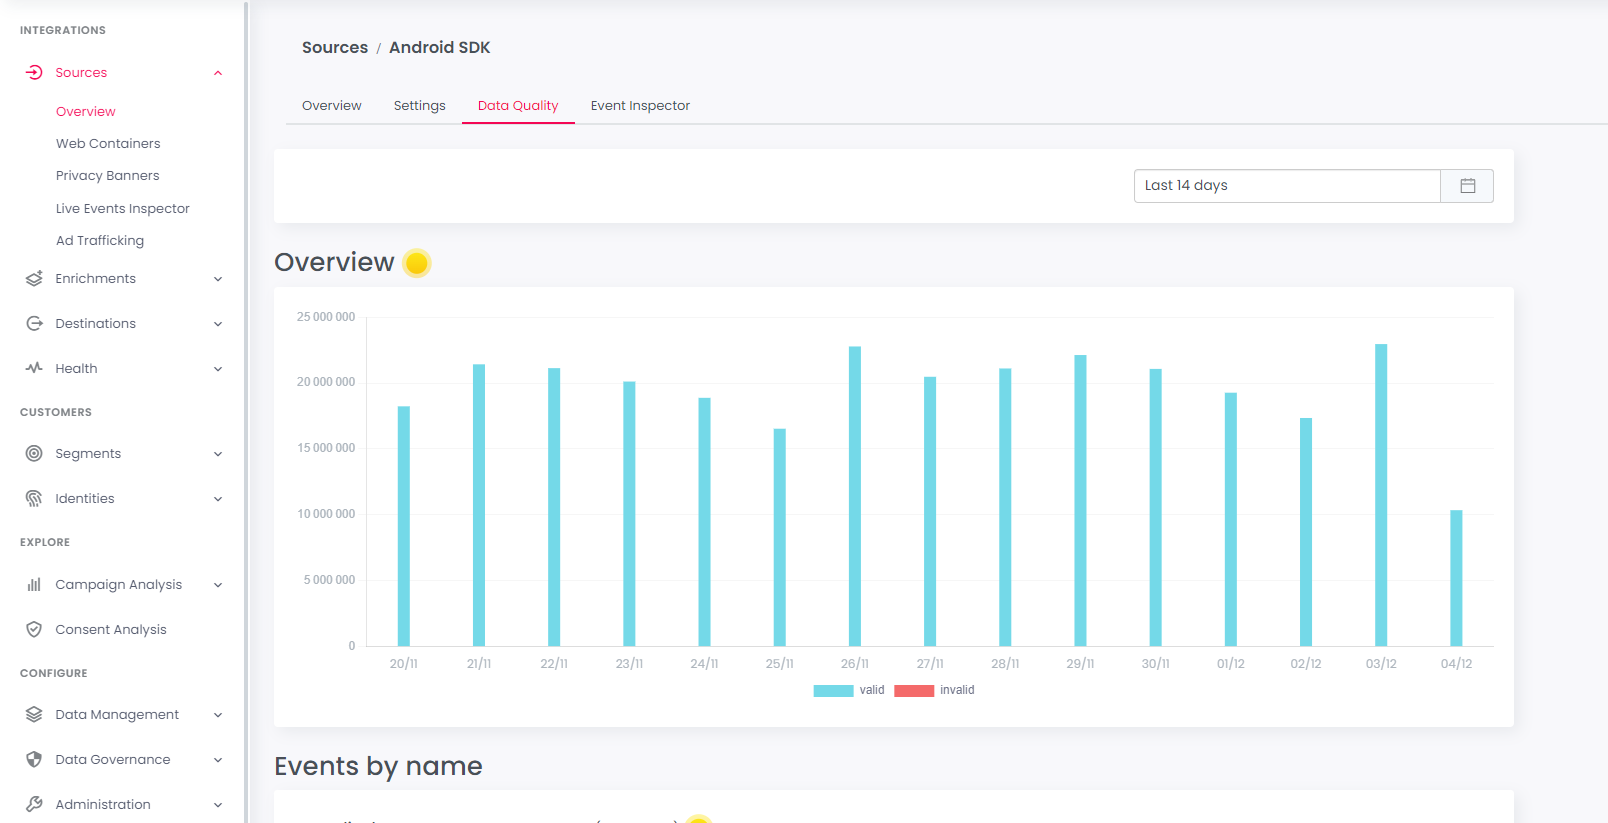 INTEGRATIONS
Sources
Overview
Web Containers
Privacy Banners
Live Events Inspector
Ad Trafficking
Enrichments
Destinations
Health
CUSTOMERS
Segments
Identities
EXPLORE
Campaign Analysis
Consent Analysis
CONFIGURE
Data Management
Data Governance
Administration
Sources / Android SDK
Overview Settings Data Quality Event Inspector
Last 14 days
Overview
25 000 000
20 000 000
15 000 000
10 000 000
5 000 000
0
20/11 21/11 22/11 23/11 24/11 25/11 26/11 27/11 28/11 29/11 30/11 01/12 02/12 03/12 04/12
valid invalid
Events by name